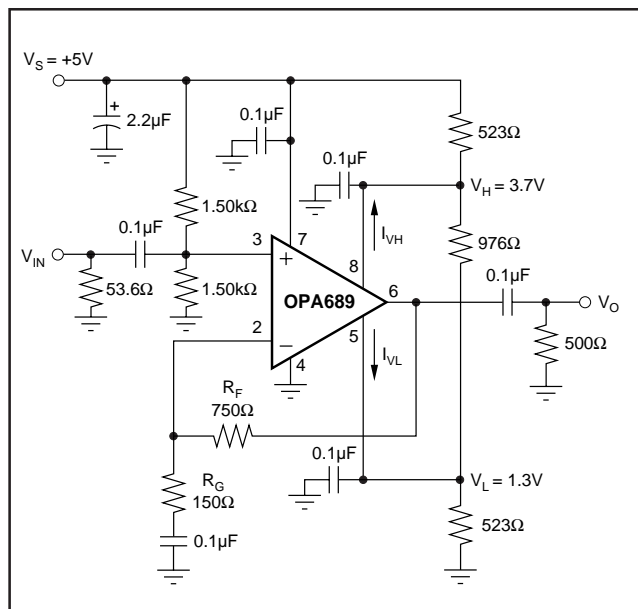 V_S = +5V
2.2µF
+
0.1µF
523Ω
0.1µF
V_H = 3.7V
1.50kΩ
I_VH
976Ω
0.1µF
V_IN
3
7
8
0.1µF
+
OPA689
6
V_O
53.6Ω
1.50kΩ
2
−
4
5
I_VL
500Ω
R_F
750Ω
0.1µF
V_L = 1.3V
R_G
150Ω
523Ω
0.1µF